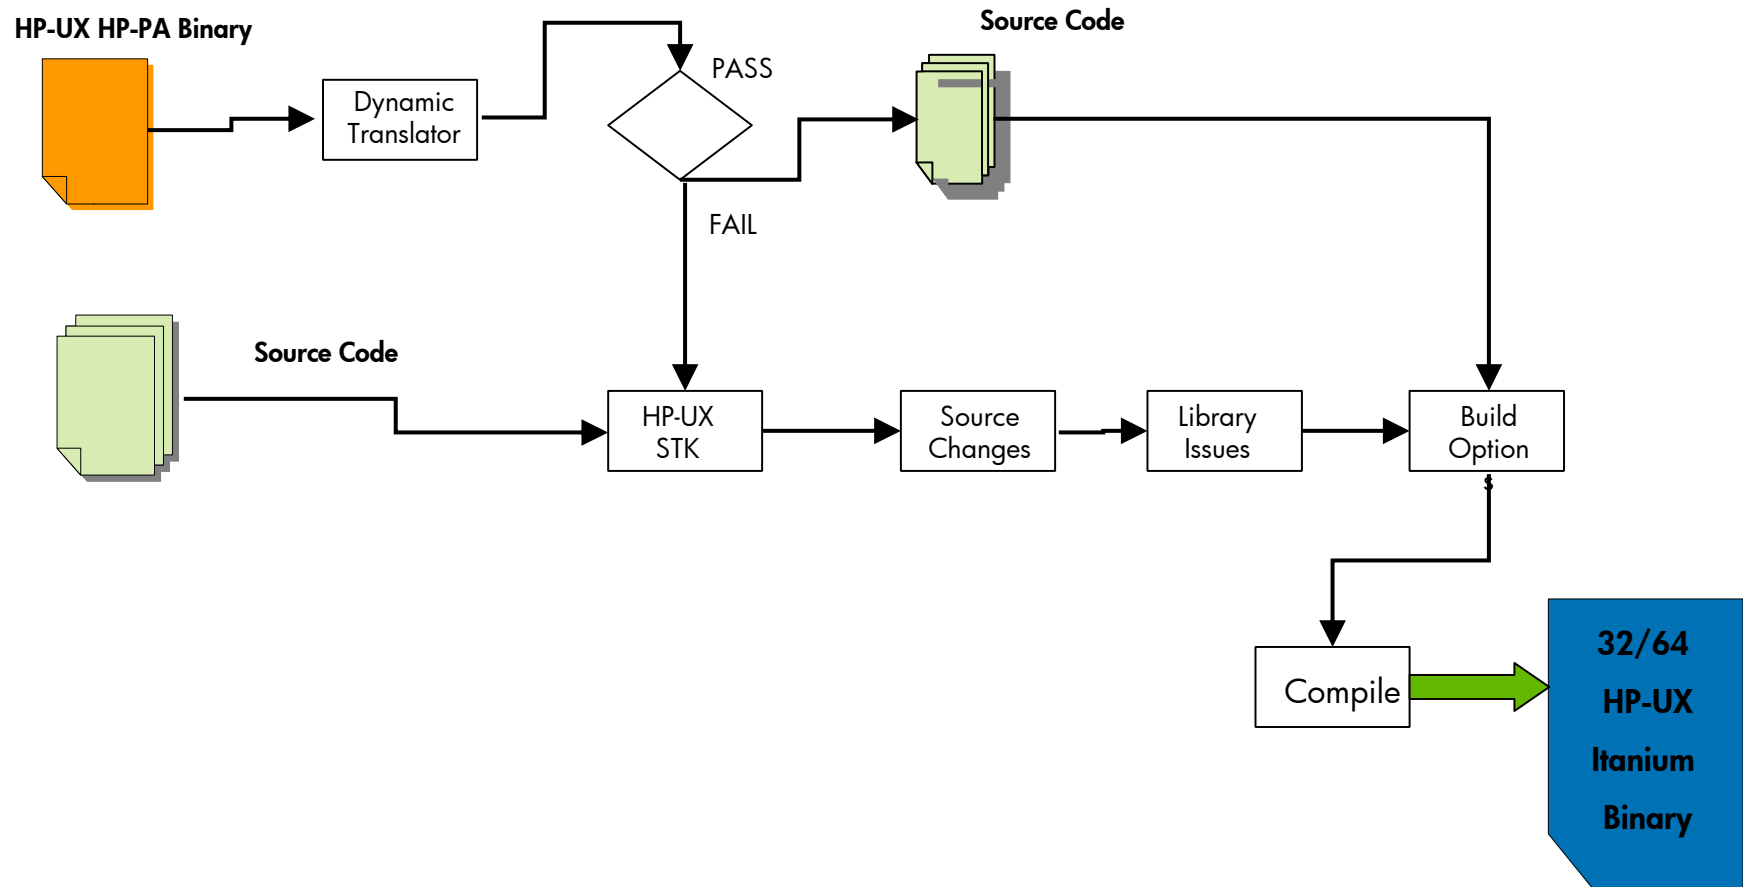 HP-UX HP-PA Binary
Source Code
PASS
Dynamic
Translator
FAIL
Source Code
HP-UX
STK
Source
Changes
Library
Issues
Build
Option
s
Compile
32/64
HP-UX
Itanium
Binary